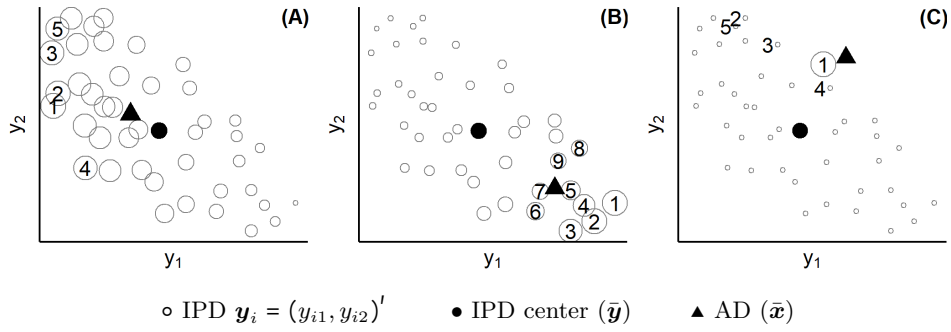 (A) (B) (C)
5 3 2 1 4
8 9 7 5 6 4 1 2 3
5 2 3 1 4
y₂ y₂ y₂
y₁ y₁ y₁
○ IPD 𝒚ᵢ = (yᵢ₁, yᵢ₂)′ ● IPD center (𝒚̄) ▲ AD (𝒙̄)